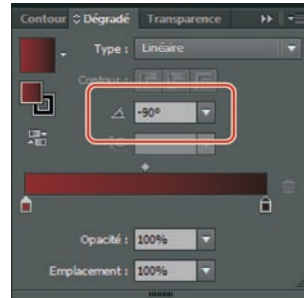 Contour Dégradé Transparence
Type : Linéaire
Contour :
-90°
Opacité : 100%
Emplacement : 100%